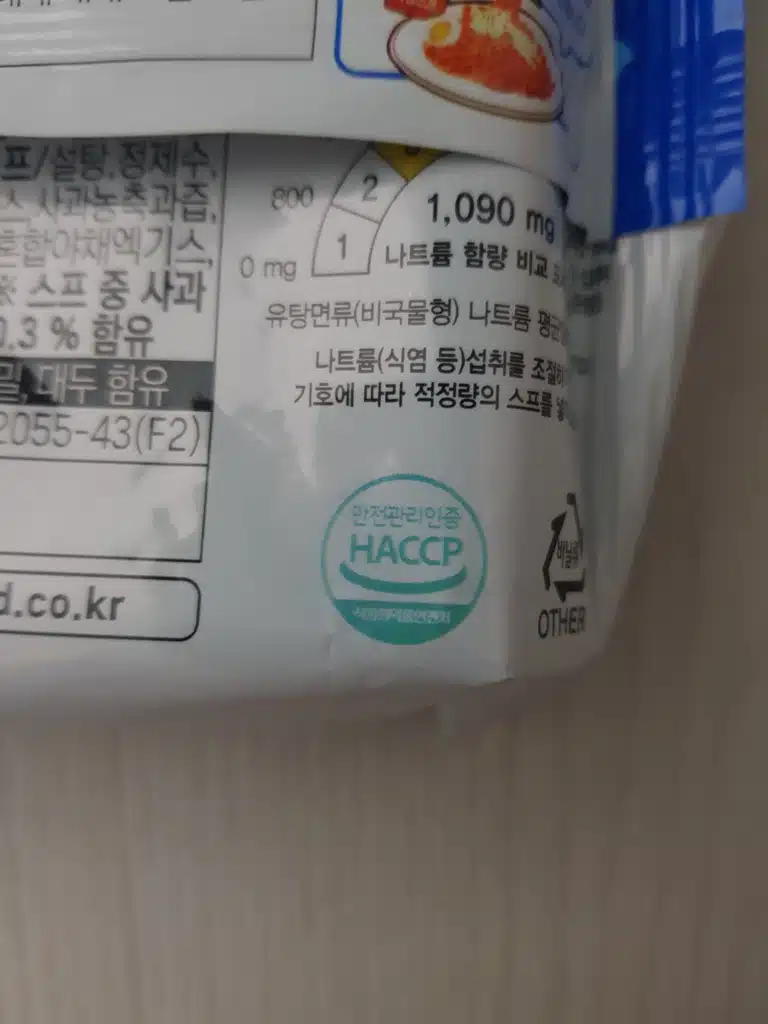 프/설탕,정제수,
스,사과농축과즙,
혼합야채엑기스,
※ 스프 중 사과
0.3 % 함유
밀, 대두 함유
2055-43(F2)
d.co.kr
800
2
1
0 mg
1,090 mg
나트륨 함량 비교
유탕면류(비국물형) 나트륨 평균
나트륨(식염 등)섭취를 조절하
기호에 따라 적정량의 스프를
안전관리인증
HACCP
비닐류
OTHER